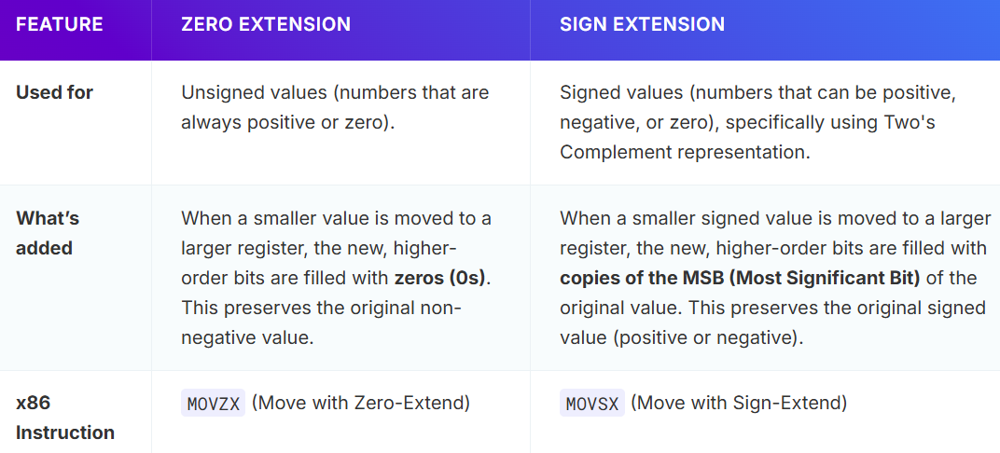 FEATURE
ZERO EXTENSION
SIGN EXTENSION
Used for
Unsigned values (numbers that are
always positive or zero).
Signed values (numbers that can be positive,
negative, or zero), specifically using Two's
Complement representation.
What’s
added
When a smaller value is moved to a
larger register, the new, higher-
order bits are filled with zeros (0s).
This preserves the original non-
negative value.
When a smaller signed value is moved to a larger
register, the new, higher-order bits are filled with
copies of the MSB (Most Significant Bit) of the
original value. This preserves the original signed
value (positive or negative).
x86
Instruction
MOVZX (Move with Zero-Extend)
MOVSX (Move with Sign-Extend)